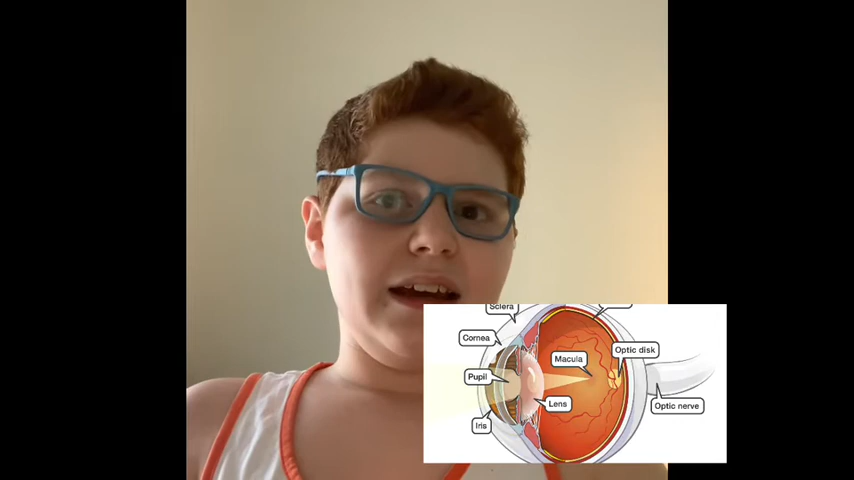 Sclera
Cornea
Macula
Optic disk
Pupil
Lens
Optic nerve
Iris